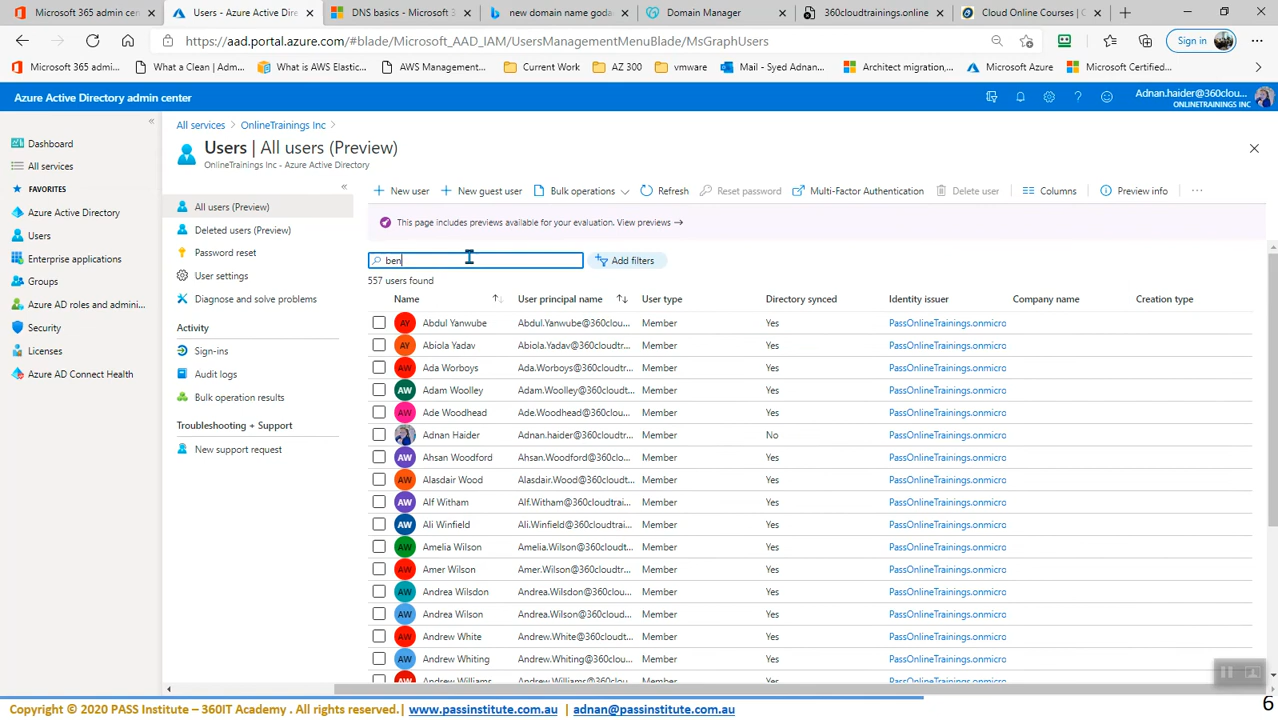 Microsoft 365 admin cen
Users - Azure Active Dire
DNS basics - Microsoft 3
new domain name goda
Domain Manager
360cloudtrainings.online
Cloud Online Courses | C
https://aad.portal.azure.com/#blade/Microsoft_AAD_IAM/UsersManagementMenuBlade/MsGraphUsers
Sign in
Microsoft 365 admin...
What a Clean | Adm...
What is AWS Elastic...
AWS Management...
Current Work
AZ 300
vmware
Mail - Syed Adnan...
Architect migration,...
Microsoft Azure
Microsoft Certified...
Azure Active Directory admin center
Adnan.haider@360clou...
ONLINETRAININGS INC
Dashboard
All services
FAVORITES
Azure Active Directory
Users
Enterprise applications
Groups
Azure AD roles and admini...
Security
Licenses
Azure AD Connect Health
All services > OnlineTrainings Inc >
Users | All users (Preview)
OnlineTrainings Inc - Azure Active Directory
All users (Preview)
Deleted users (Preview)
Password reset
User settings
Diagnose and solve problems
Activity
Sign-ins
Audit logs
Bulk operation results
Troubleshooting + Support
New support request
+ New user + New guest user Bulk operations Refresh Reset password Multi-Factor Authentication Delete user Columns Preview info ...
This page includes previews available for your evaluation. View previews →
ben
Add filters
557 users found
Name User principal name User type Directory synced Identity issuer Company name Creation type
AY Abdul Yanwube Abdul.Yanwube@360clou... Member Yes PassOnlineTrainings.onmicro
AY Abiola Yadav Abiola.Yadav@360cloudtr... Member Yes PassOnlineTrainings.onmicro
AW Ada Worboys Ada.Worboys@360cloudt... Member Yes PassOnlineTrainings.onmicro
AW Adam Woolley Adam.Woolley@360cloud... Member Yes PassOnlineTrainings.onmicro
AW Ade Woodhead Ade.Woodhead@360clou... Member Yes PassOnlineTrainings.onmicro
Adnan Haider Adnan.haider@360cloudtr... Member No PassOnlineTrainings.onmicro
AW Ahsan Woodford Ahsan.Woodford@360clo... Member Yes PassOnlineTrainings.onmicro
AW Alasdair Wood Alasdair.Wood@360cloud... Member Yes PassOnlineTrainings.onmicro
AW Alf Witham Alf.Witham@360cloudtrai... Member Yes PassOnlineTrainings.onmicro
AW Ali Winfield Ali.Winfield@360cloudtrai... Member Yes PassOnlineTrainings.onmicro
AW Amelia Wilson Amelia.Wilson@360cloud... Member Yes PassOnlineTrainings.onmicro
AW Amer Wilson Amer.Wilson@360cloudtr... Member Yes PassOnlineTrainings.onmicro
AW Andrea Wilsdon Andrea.Wilsdon@360clou... Member Yes PassOnlineTrainings.onmicro
AW Andrea Wilson Andrea.Wilson@360cloud... Member Yes PassOnlineTrainings.onmicro
AW Andrew White Andrew.White@360cloudt... Member Yes PassOnlineTrainings.onmicro
AW Andrew Whiting Andrew.Whiting@360clou... Member Yes PassOnlineTrainings.onmicro
AW Andrew Williams Andrew.Williams@360clo... Member Yes PassOnlineTrainings.onmicro
Copyright © 2020 PASS Institute – 360IT Academy . All rights reserved.| www.passinstitute.com.au | adnan@passinstitute.com.au
6